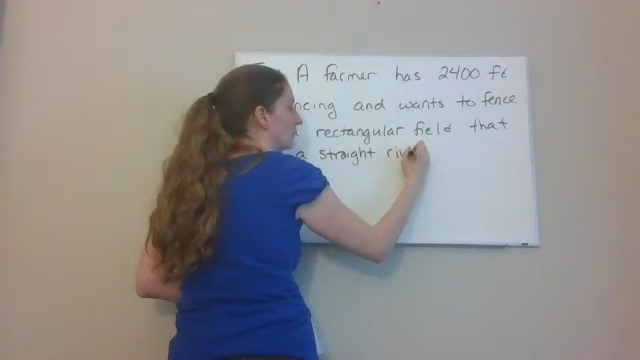 A farmer has 2400 ft
ncing and wants to fence
rectangular field that
a straight riv